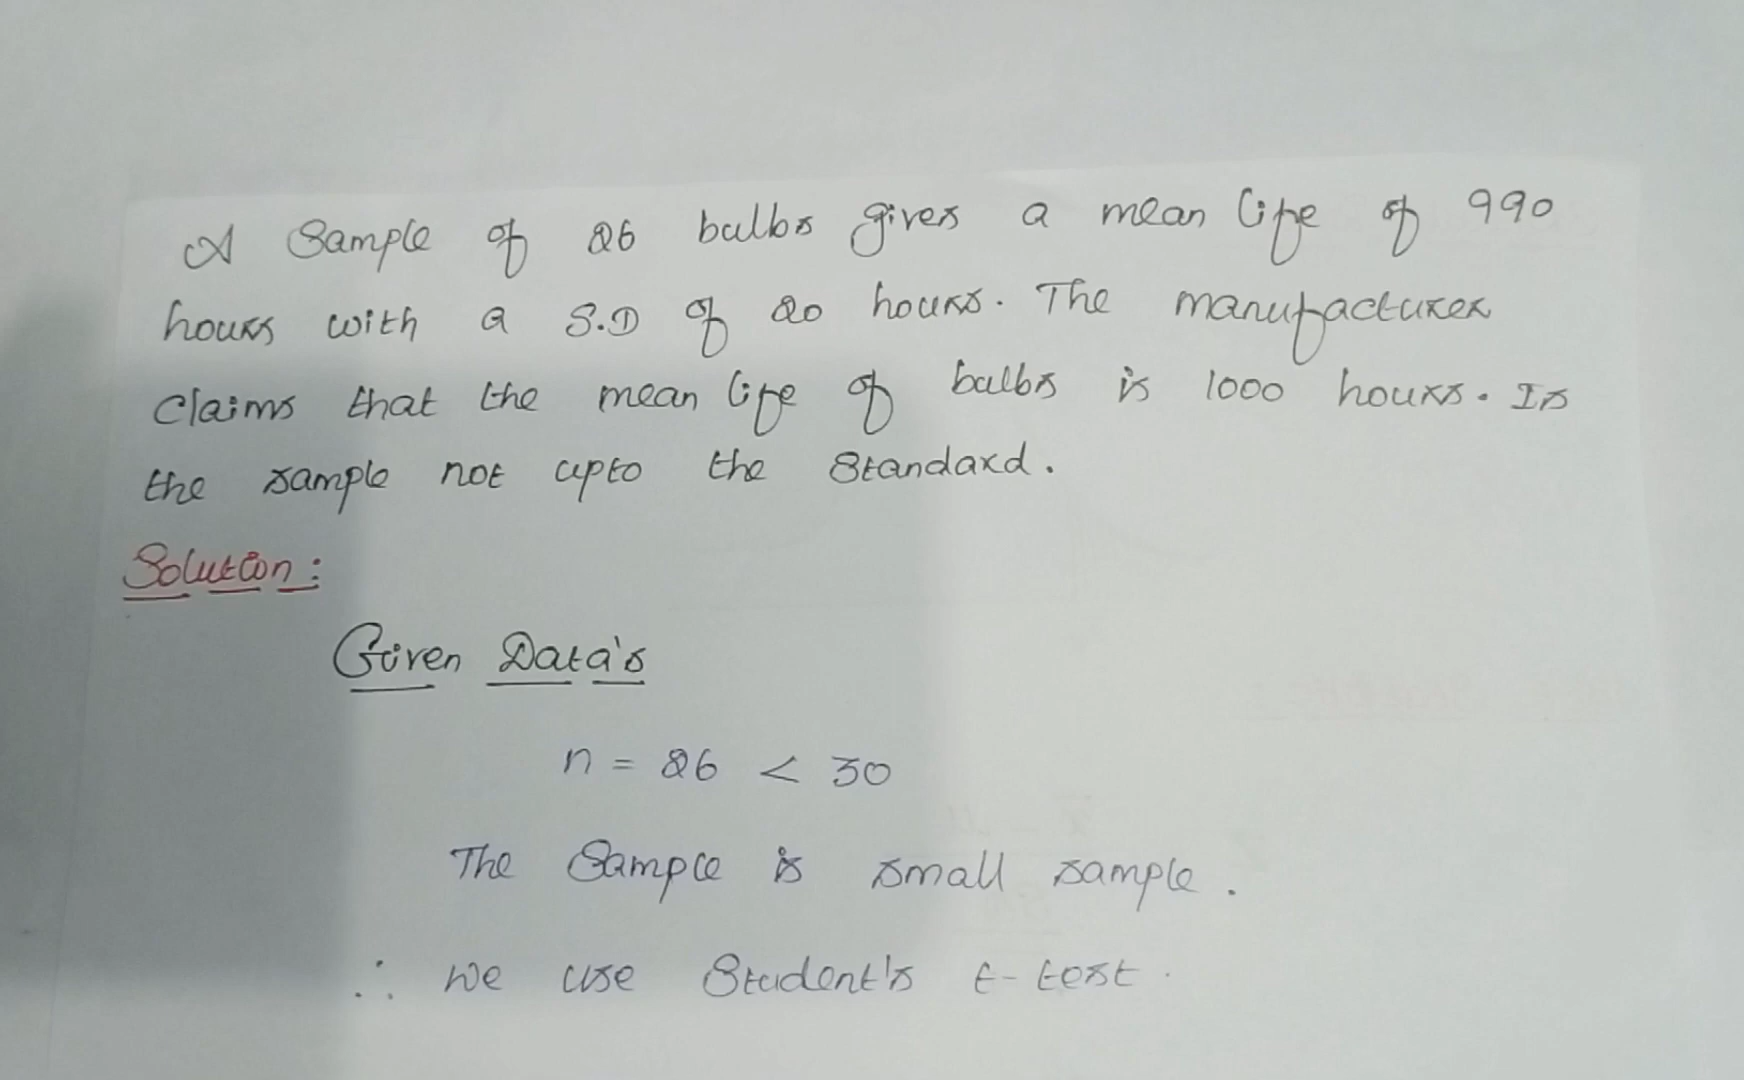 A Sample of 26 bulbs gives a mean life of 990
hours with a S.D of 20 hours. The manufacturer
claims that the mean life of bulbs is 1000 hours. Is
the sample not upto the Standard.
Solution:
Given Data's
n = 26 < 30
The Sample is small sample.
∴ we use Student's t-test.